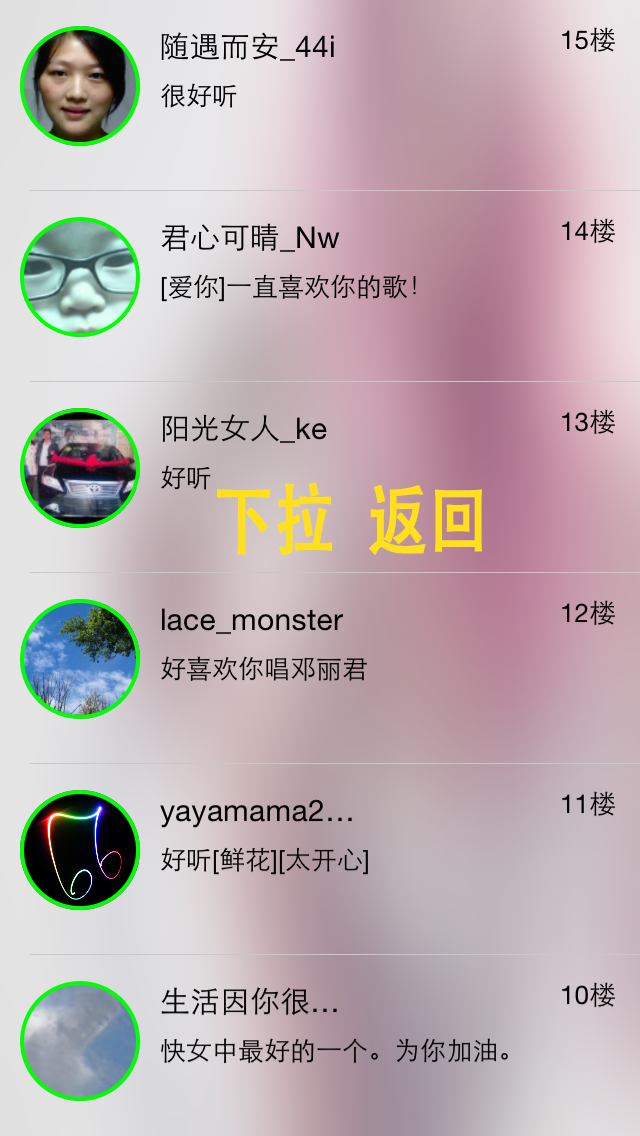 随遇而安_44i
15楼
很好听
君心可晴_Nw
14楼
[爱你]一直喜欢你的歌！
阳光女人_ke
13楼
好听
下拉 返回
lace_monster
12楼
好喜欢你唱邓丽君
yayamama2...
11楼
好听[鲜花][太开心]
生活因你很...
10楼
快女中最好的一个。为你加油。